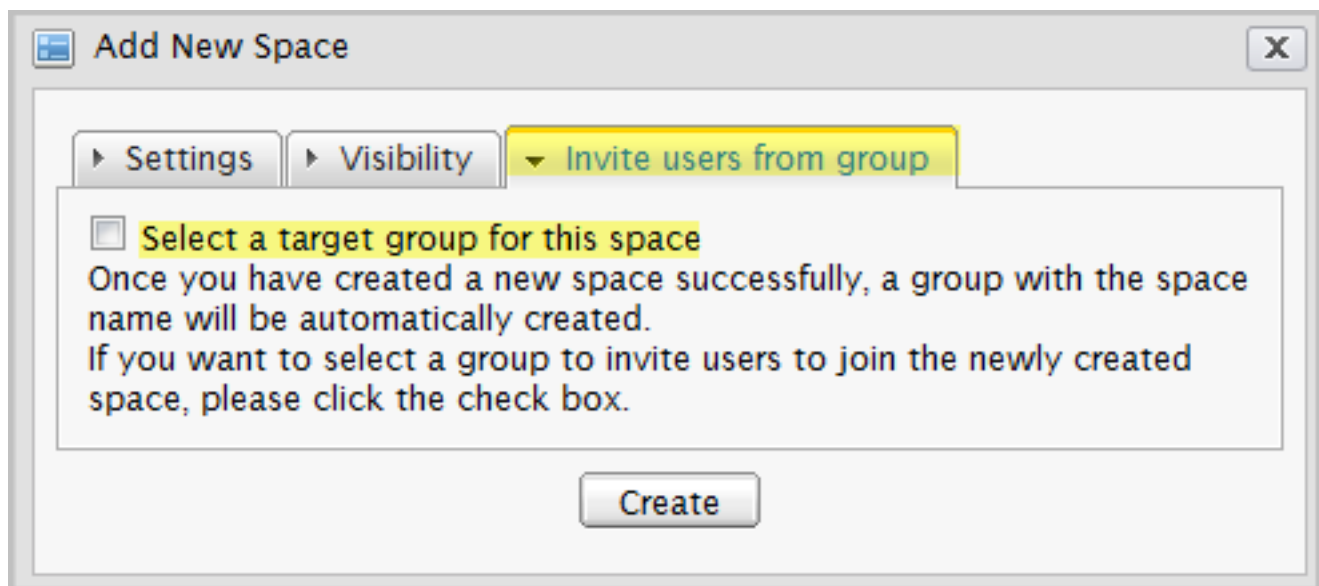 Add New Space
X
Settings
Visibility
Invite users from group
Select a target group for this space
Once you have created a new space successfully, a group with the space
name will be automatically created.
If you want to select a group to invite users to join the newly created
space, please click the check box.
Create